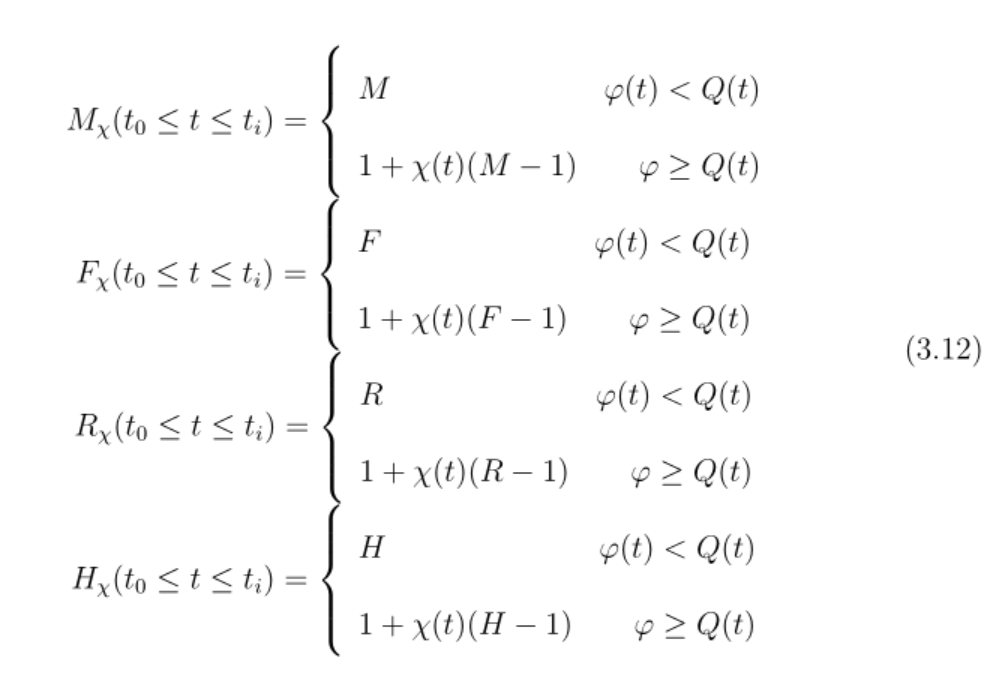 M_χ(t_0 ≤ t ≤ t_i) = { M φ(t) < Q(t)
1 + χ(t)(M − 1) φ ≥ Q(t)
F_χ(t_0 ≤ t ≤ t_i) = { F φ(t) < Q(t)
1 + χ(t)(F − 1) φ ≥ Q(t)
(3.12)
R_χ(t_0 ≤ t ≤ t_i) = { R φ(t) < Q(t)
1 + χ(t)(R − 1) φ ≥ Q(t)
H_χ(t_0 ≤ t ≤ t_i) = { H φ(t) < Q(t)
1 + χ(t)(H − 1) φ ≥ Q(t)